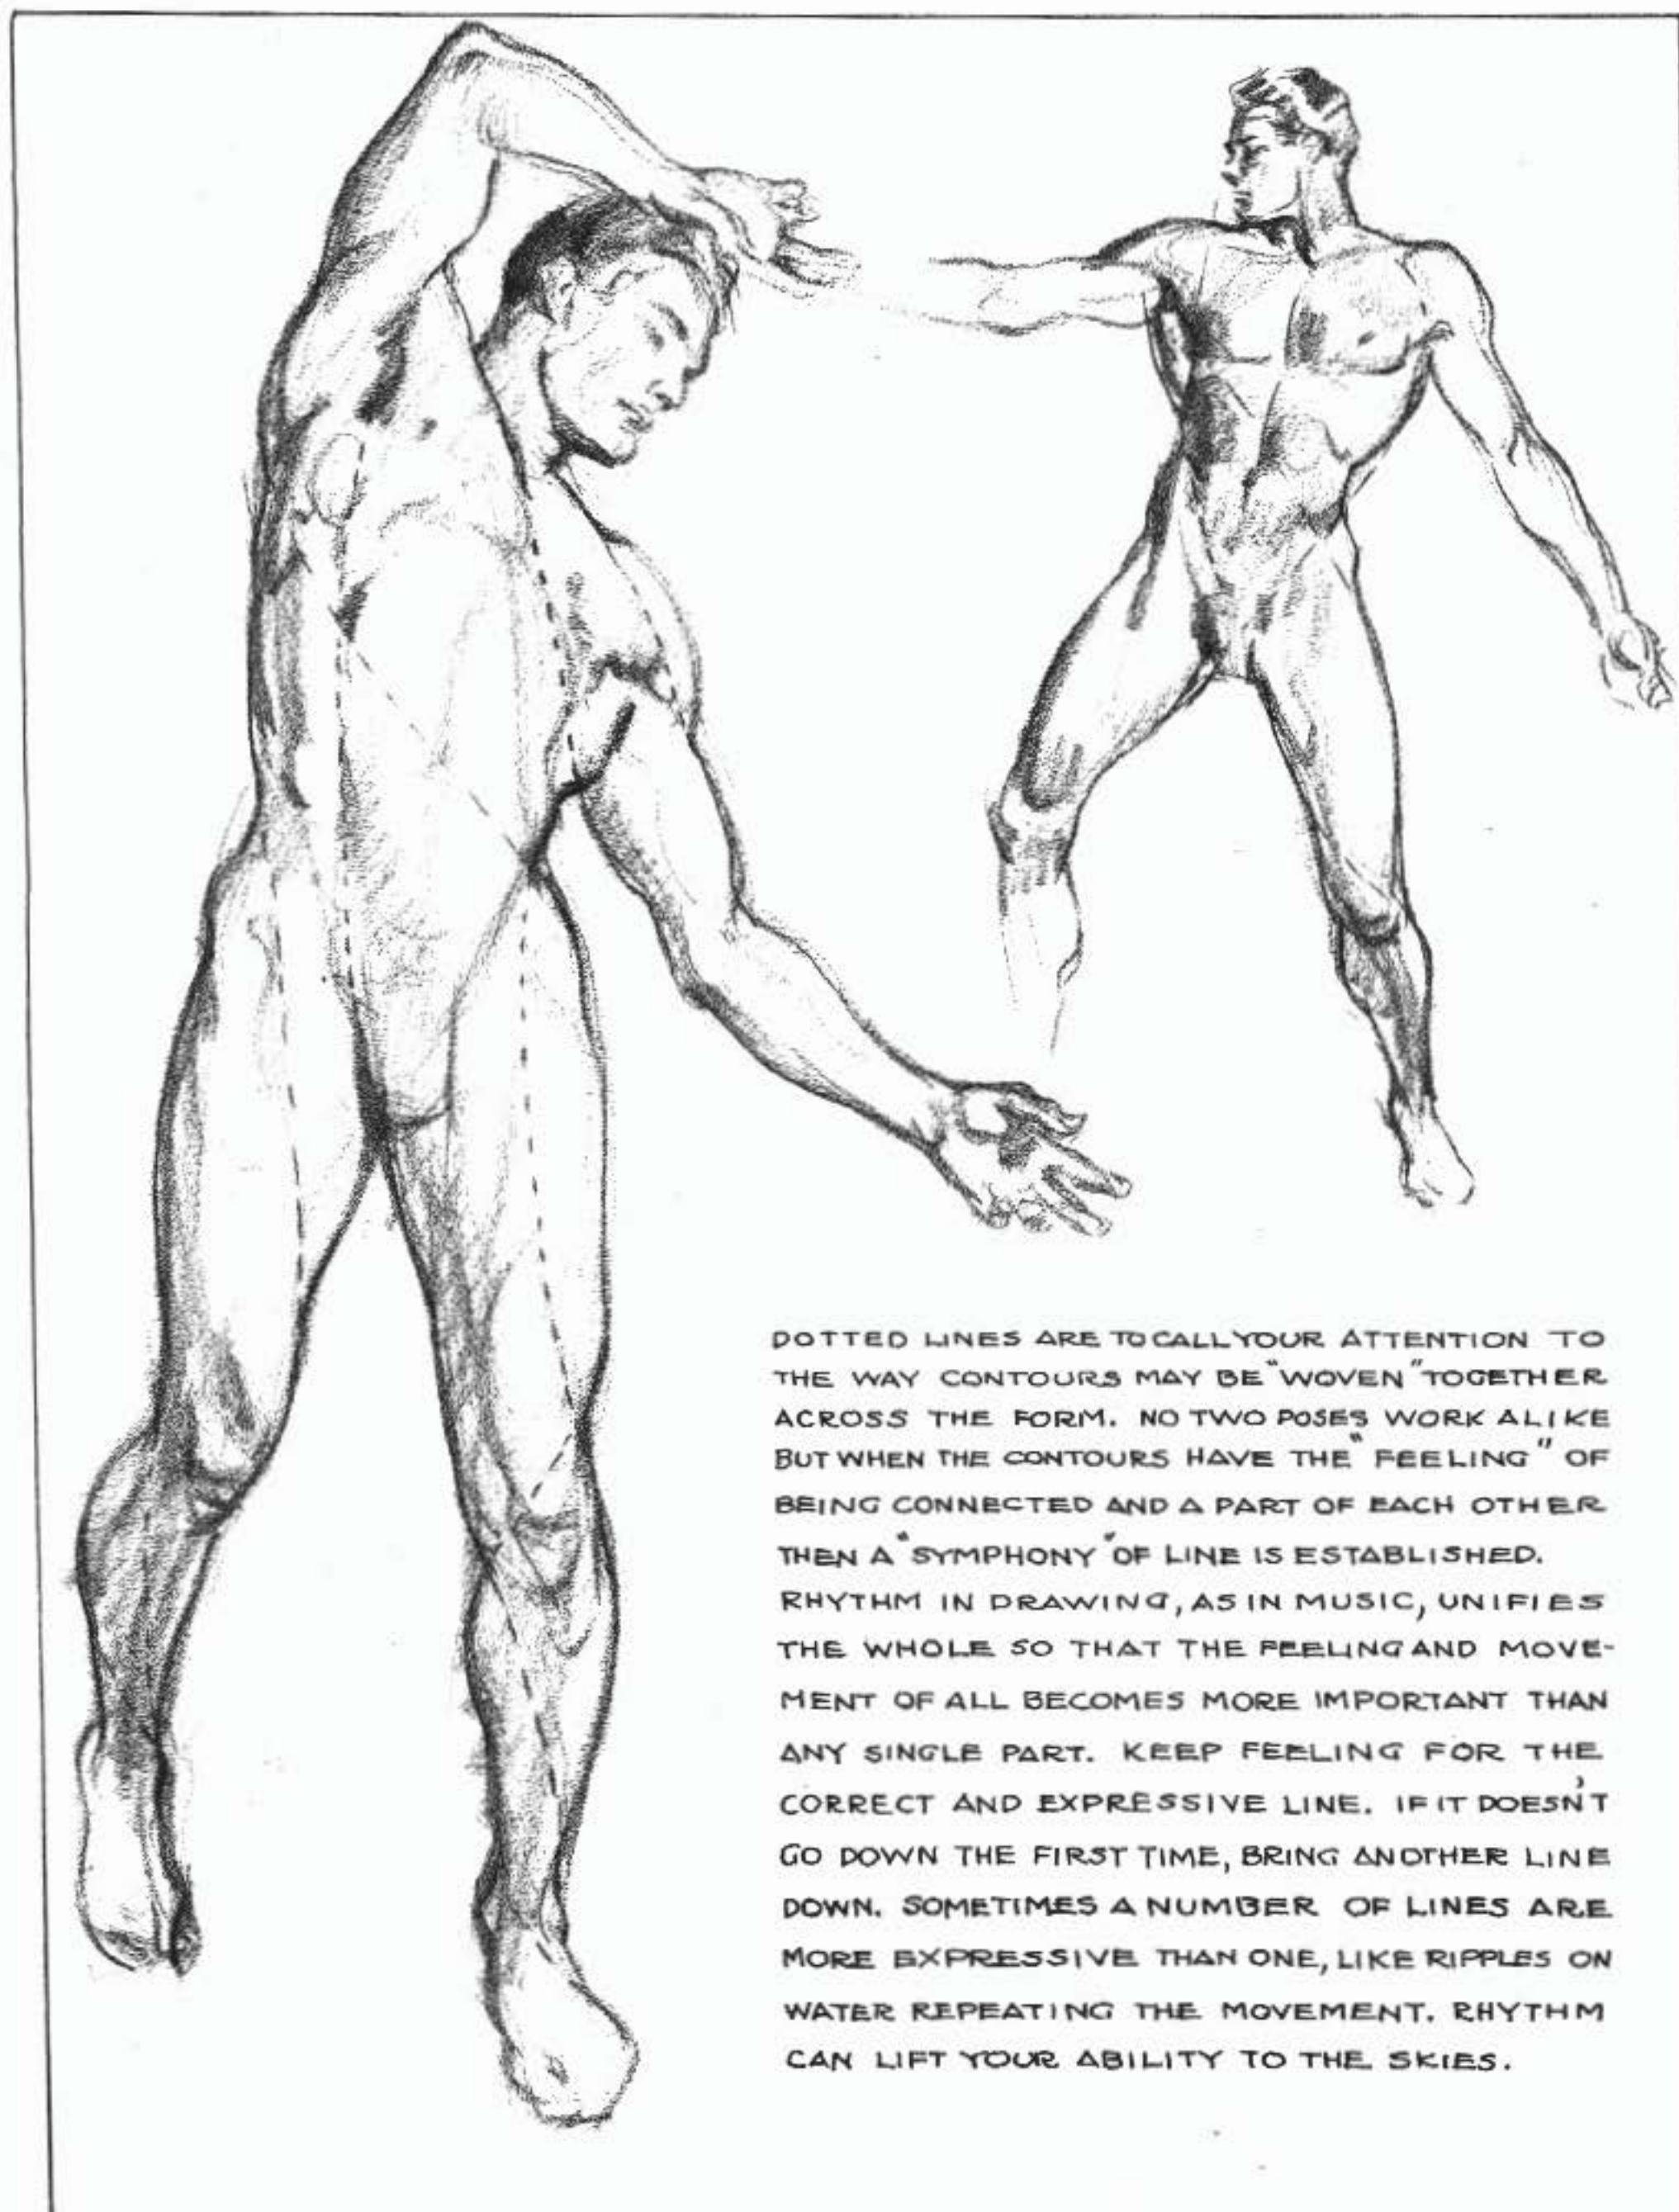 DOTTED LINES ARE TO CALL YOUR ATTENTION TO
THE WAY CONTOURS MAY BE "WOVEN" TOGETHER
ACROSS THE FORM. NO TWO POSES WORK ALIKE
BUT WHEN THE CONTOURS HAVE THE "FEELING" OF
BEING CONNECTED AND A PART OF EACH OTHER
THEN A "SYMPHONY" OF LINE IS ESTABLISHED.
RHYTHM IN DRAWING, AS IN MUSIC, UNIFIES
THE WHOLE SO THAT THE FEELING AND MOVE-
MENT OF ALL BECOMES MORE IMPORTANT THAN
ANY SINGLE PART. KEEP FEELING FOR THE
CORRECT AND EXPRESSIVE LINE. IF IT DOESN'T
GO DOWN THE FIRST TIME, BRING ANOTHER LINE
DOWN. SOMETIMES A NUMBER OF LINES ARE
MORE EXPRESSIVE THAN ONE, LIKE RIPPLES ON
WATER REPEATING THE MOVEMENT. RHYTHM
CAN LIFT YOUR ABILITY TO THE SKIES.